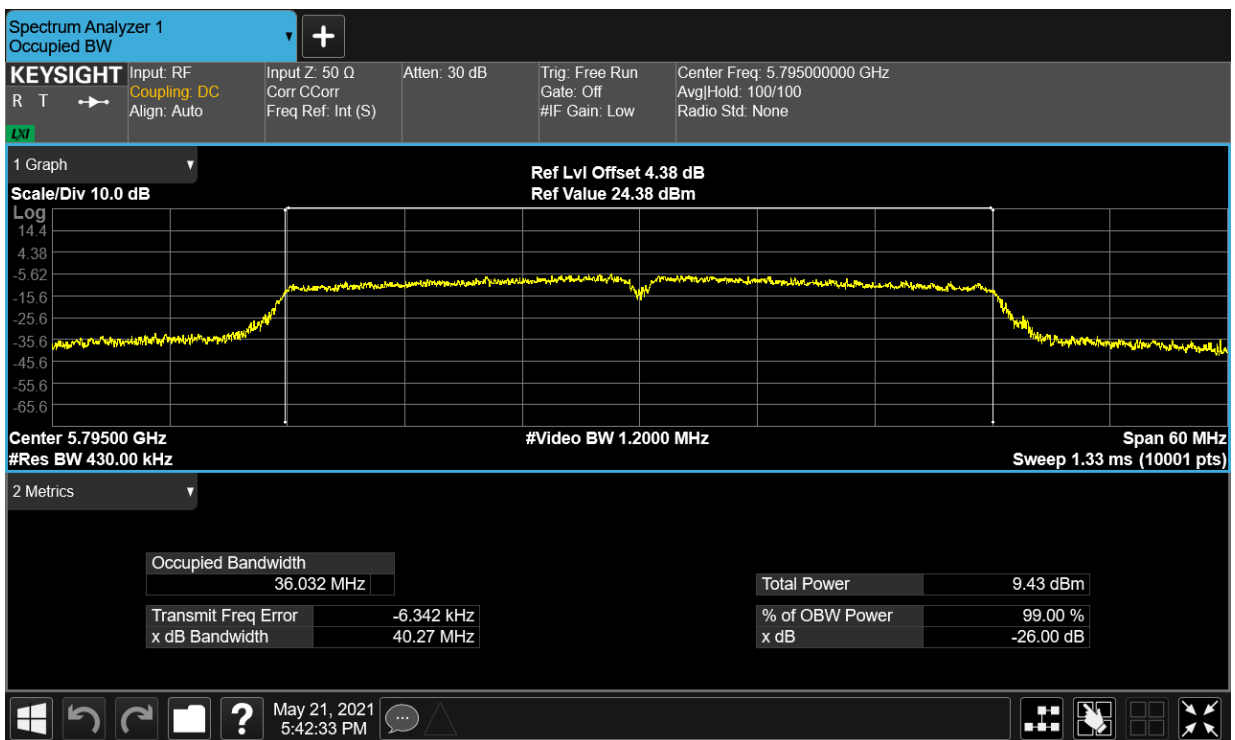 Spectrum Analyzer 1
Occupied BW
KEYSIGHT
R T
LXI
Input: RF
Coupling: DC
Align: Auto
Input Z: 50 Ω
Corr CCorr
Freq Ref: Int (S)
Atten: 30 dB
Trig: Free Run
Gate: Off
#IF Gain: Low
Center Freq: 5.795000000 GHz
Avg|Hold: 100/100
Radio Std: None
1 Graph
Scale/Div 10.0 dB
Ref Lvl Offset 4.38 dB
Ref Value 24.38 dBm
Log
14.4
4.38
-5.62
-15.6
-25.6
-35.6
-45.6
-55.6
-65.6
Center 5.79500 GHz
#Video BW 1.2000 MHz
Span 60 MHz
#Res BW 430.00 kHz
Sweep 1.33 ms (10001 pts)
2 Metrics
Occupied Bandwidth
36.032 MHz
Total Power 9.43 dBm
Transmit Freq Error -6.342 kHz
% of OBW Power 99.00 %
x dB Bandwidth 40.27 MHz
x dB -26.00 dB
?
May 21, 2021
5:42:33 PM